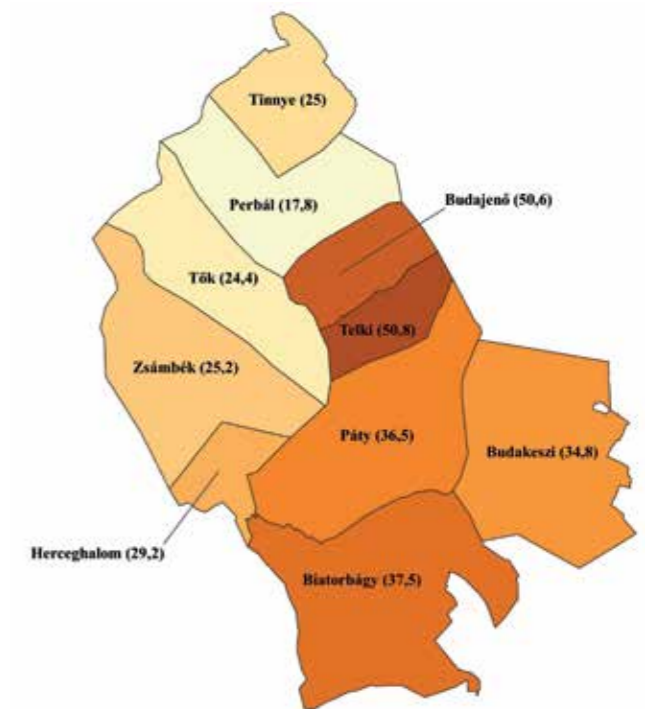 Tinnye (25)
Perbál (17,8)
Budajenő (50,6)
Tök (24,4)
Telki (50,8)
Zsámbék (25,2)
Páty (36,5)
Budakeszi (34,8)
Herceghalom (29,2)
Biatorbágy (37,5)